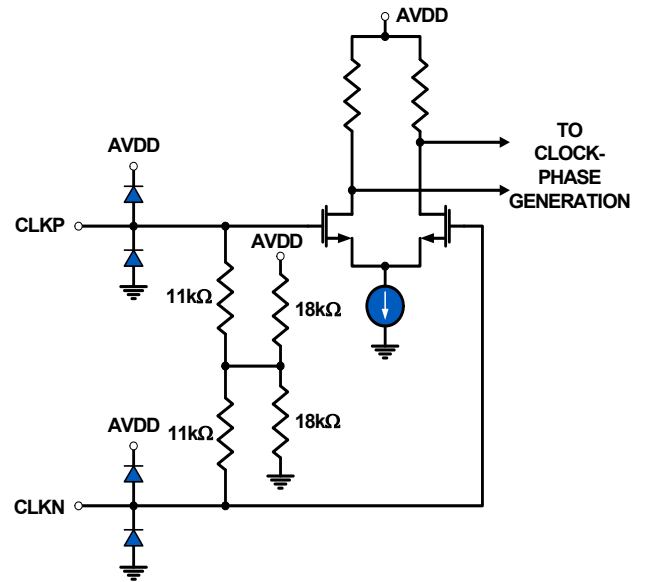 AVDD
TO
CLOCK-
PHASE
GENERATION
AVDD
CLKP
AVDD
11kΩ
18kΩ
AVDD
11kΩ
18kΩ
CLKN